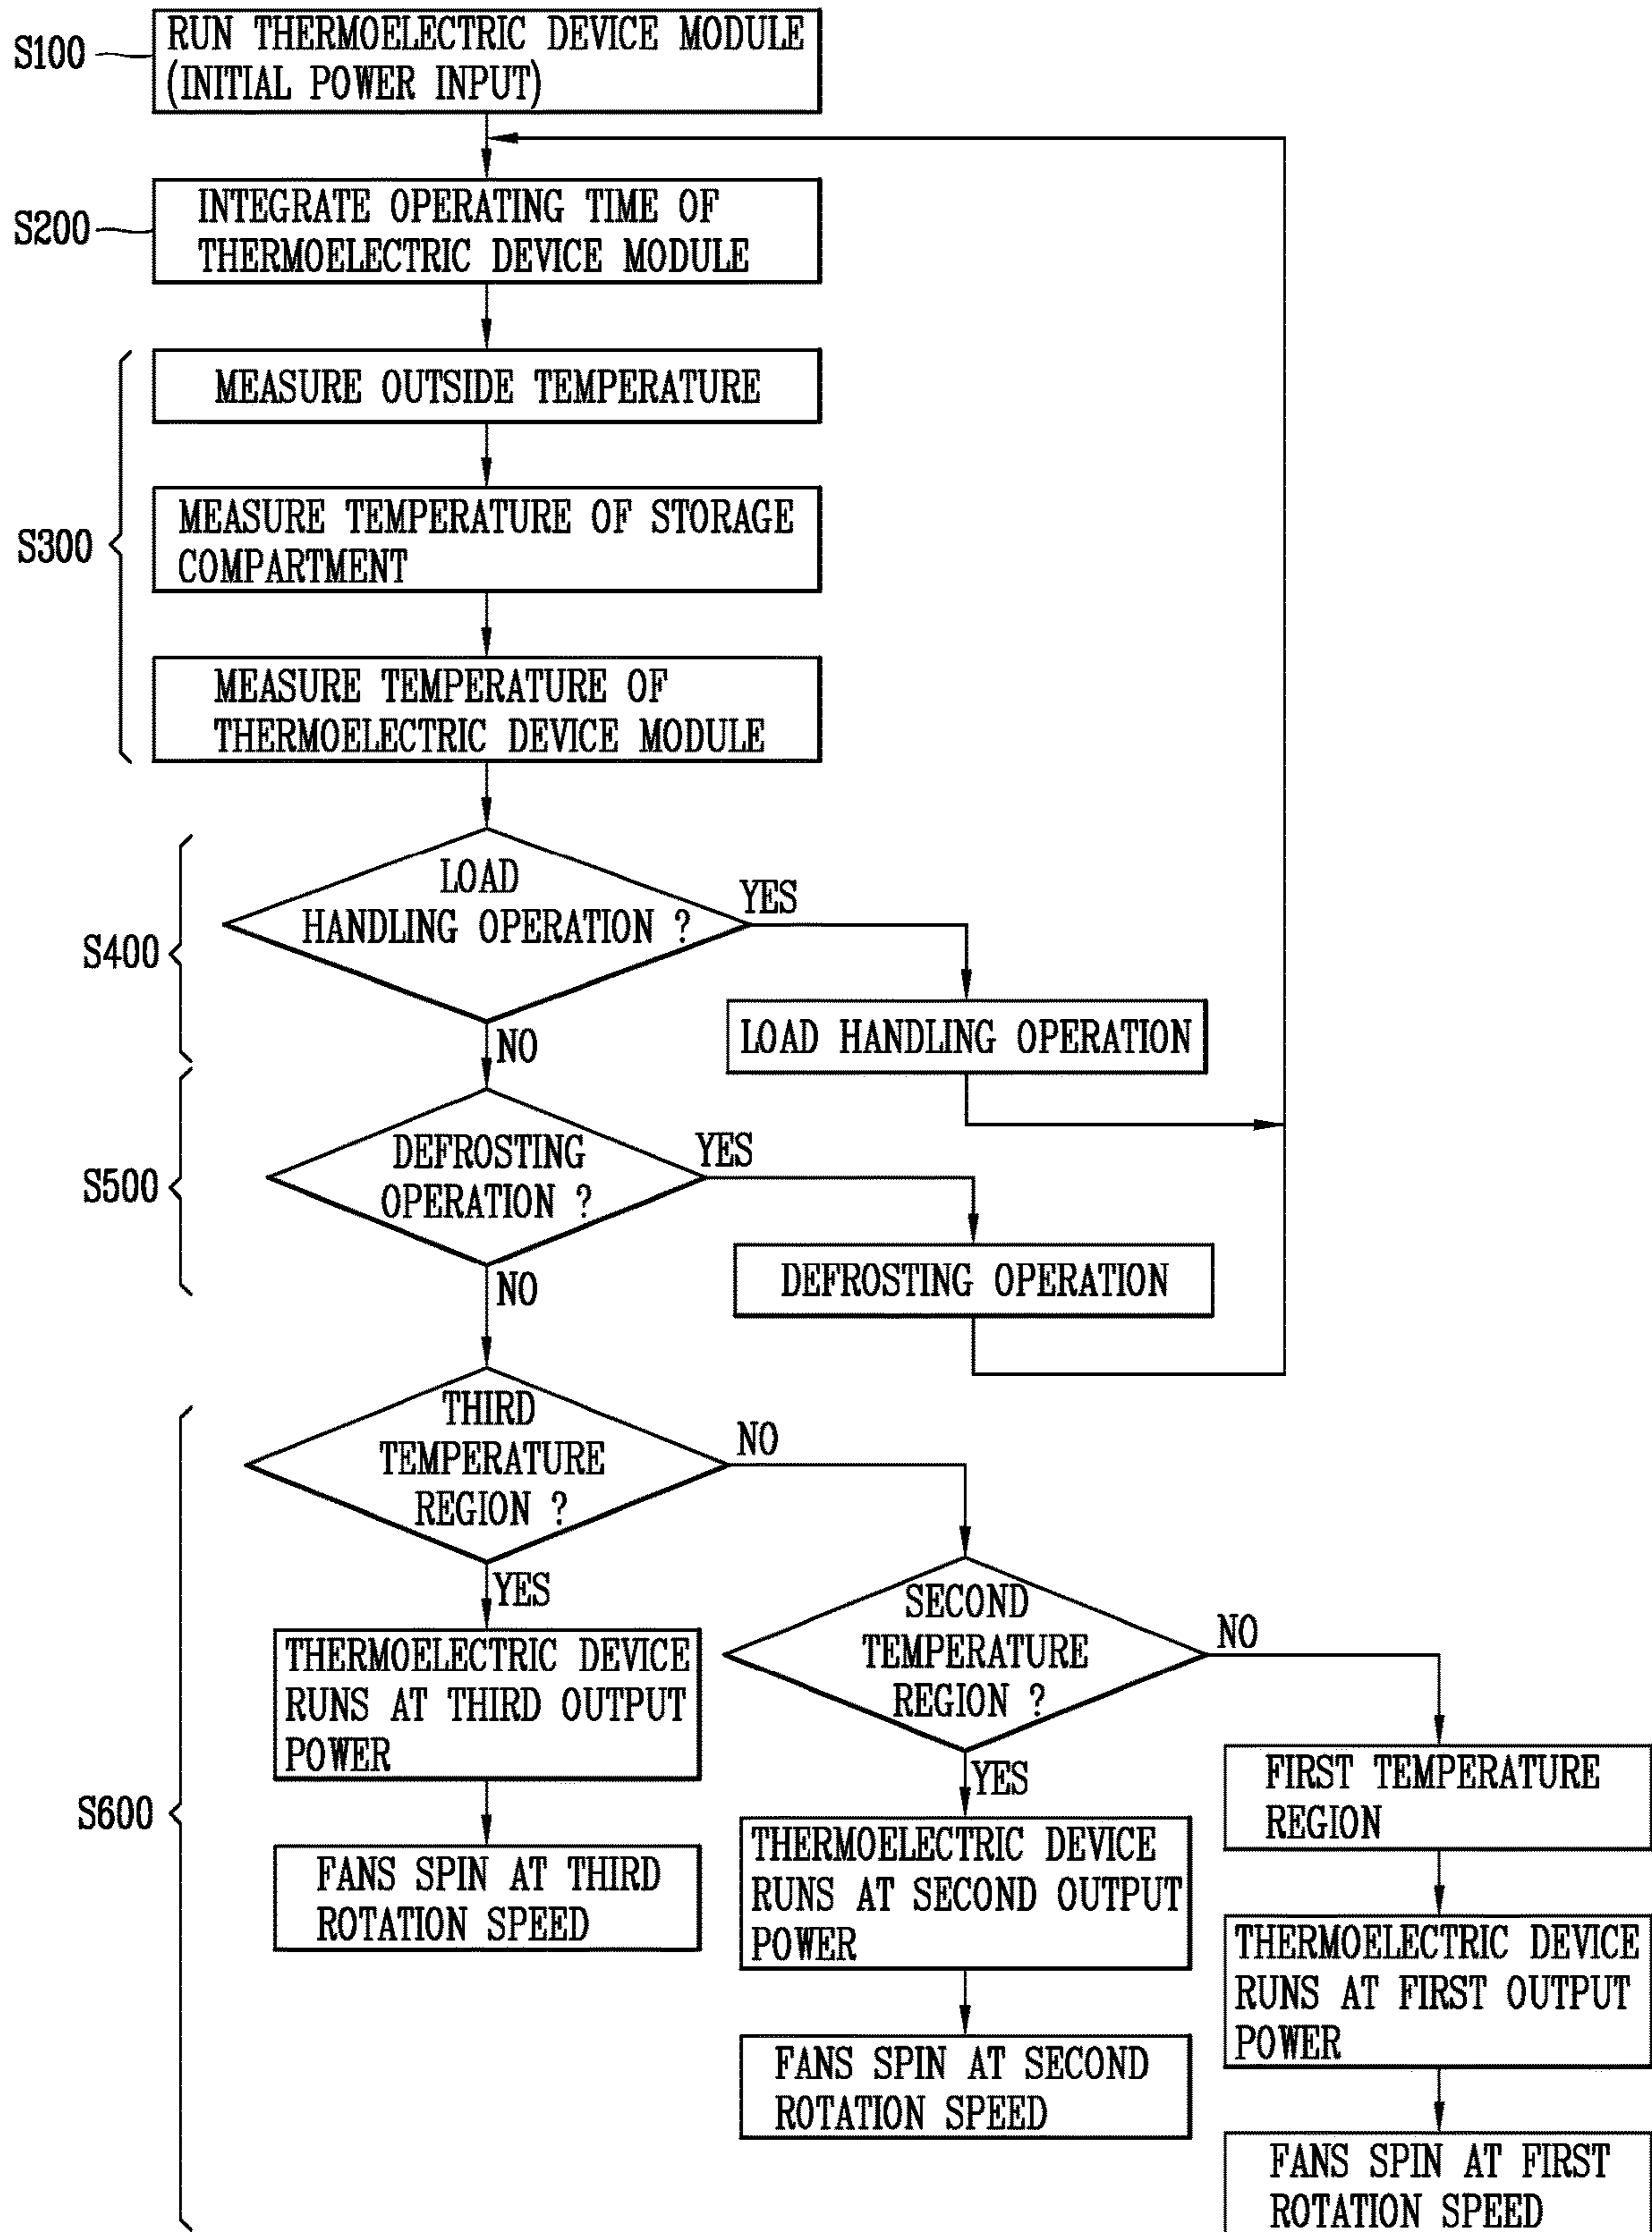 S100
RUN THERMOELECTRIC DEVICE MODULE
(INITIAL POWER INPUT)
S200
INTEGRATE OPERATING TIME OF
THERMOELECTRIC DEVICE MODULE
S300
MEASURE OUTSIDE TEMPERATURE
MEASURE TEMPERATURE OF STORAGE
COMPARTMENT
MEASURE TEMPERATURE OF
THERMOELECTRIC DEVICE MODULE
S400
LOAD
HANDLING OPERATION ?
YES
LOAD HANDLING OPERATION
NO
S500
DEFROSTING
OPERATION ?
YES
DEFROSTING OPERATION
NO
S600
THIRD
TEMPERATURE
REGION ?
NO
YES
THERMOELECTRIC DEVICE
RUNS AT THIRD OUTPUT
POWER
FANS SPIN AT THIRD
ROTATION SPEED
SECOND
TEMPERATURE
REGION ?
NO
YES
THERMOELECTRIC DEVICE
RUNS AT SECOND OUTPUT
POWER
FANS SPIN AT SECOND
ROTATION SPEED
FIRST TEMPERATURE
REGION
THERMOELECTRIC DEVICE
RUNS AT FIRST OUTPUT
POWER
FANS SPIN AT FIRST
ROTATION SPEED